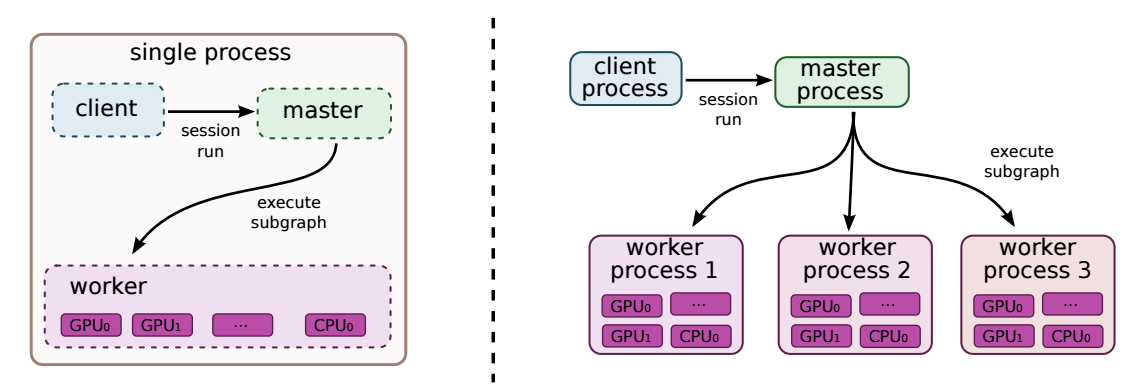 single process
client
master
session
run
execute
subgraph
worker
GPU₀
GPU₁
...
CPU₀
client
process
master
process
session
run
execute
subgraph
worker
process 1
GPU₀
...
GPU₁
CPU₀
worker
process 2
GPU₀
...
GPU₁
CPU₀
worker
process 3
GPU₀
...
GPU₁
CPU₀